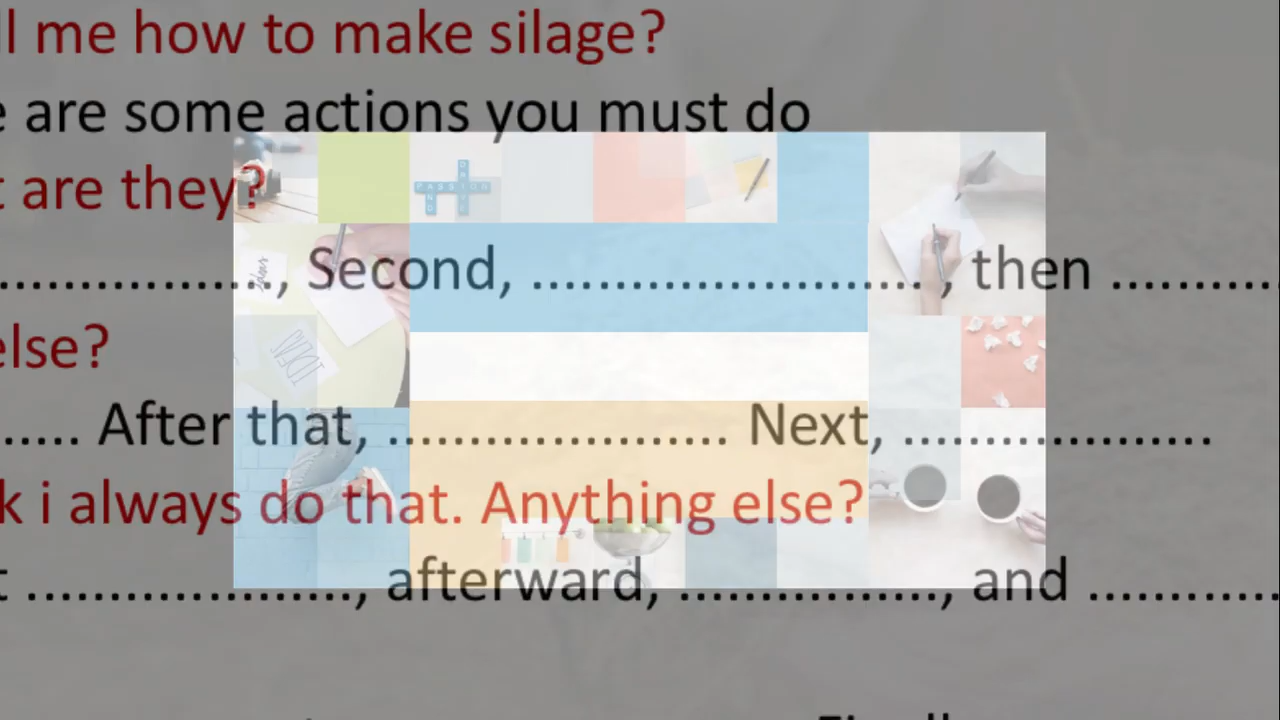 ll me how to make silage?
e are some actions you must do
t are they?
................., Second, ........................ , then ...........
else?
..... After that, ..................... Next, ...................
k i always do that. Anything else?
t ...................., afterward, ................, and ............